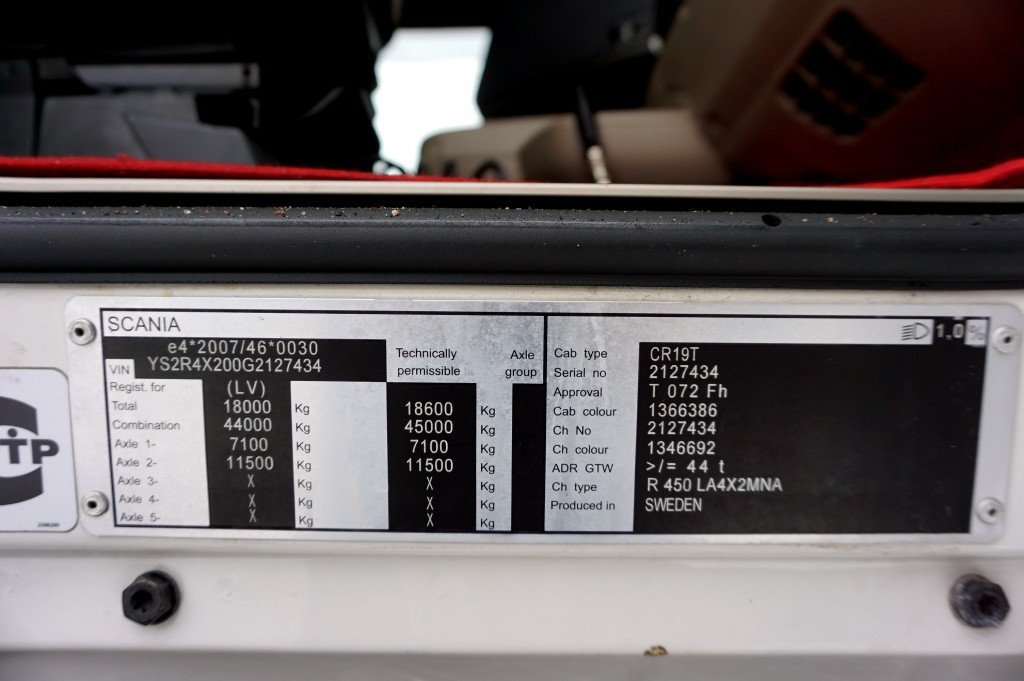 SCANIA
1.0 %
e4*2007/46*0030
VIN YS2R4X200G2127434
Technically permissible
Axle group
Regist. for (LV)
Total 18000 Kg 18600 Kg
Combination 44000 Kg 45000 Kg
Axle 1- 7100 Kg 7100 Kg
Axle 2- 11500 Kg 11500 Kg
Axle 3- X Kg X Kg
Axle 4- X Kg X Kg
Axle 5- X Kg X Kg
Cab type CR19T
Serial no 2127434
Approval T 072 Fh
Cab colour 1366386
Ch No 2127434
Ch colour 1346692
ADR GTW >/= 44 t
Ch type R 450 LA4X2MNA
Produced in SWEDEN